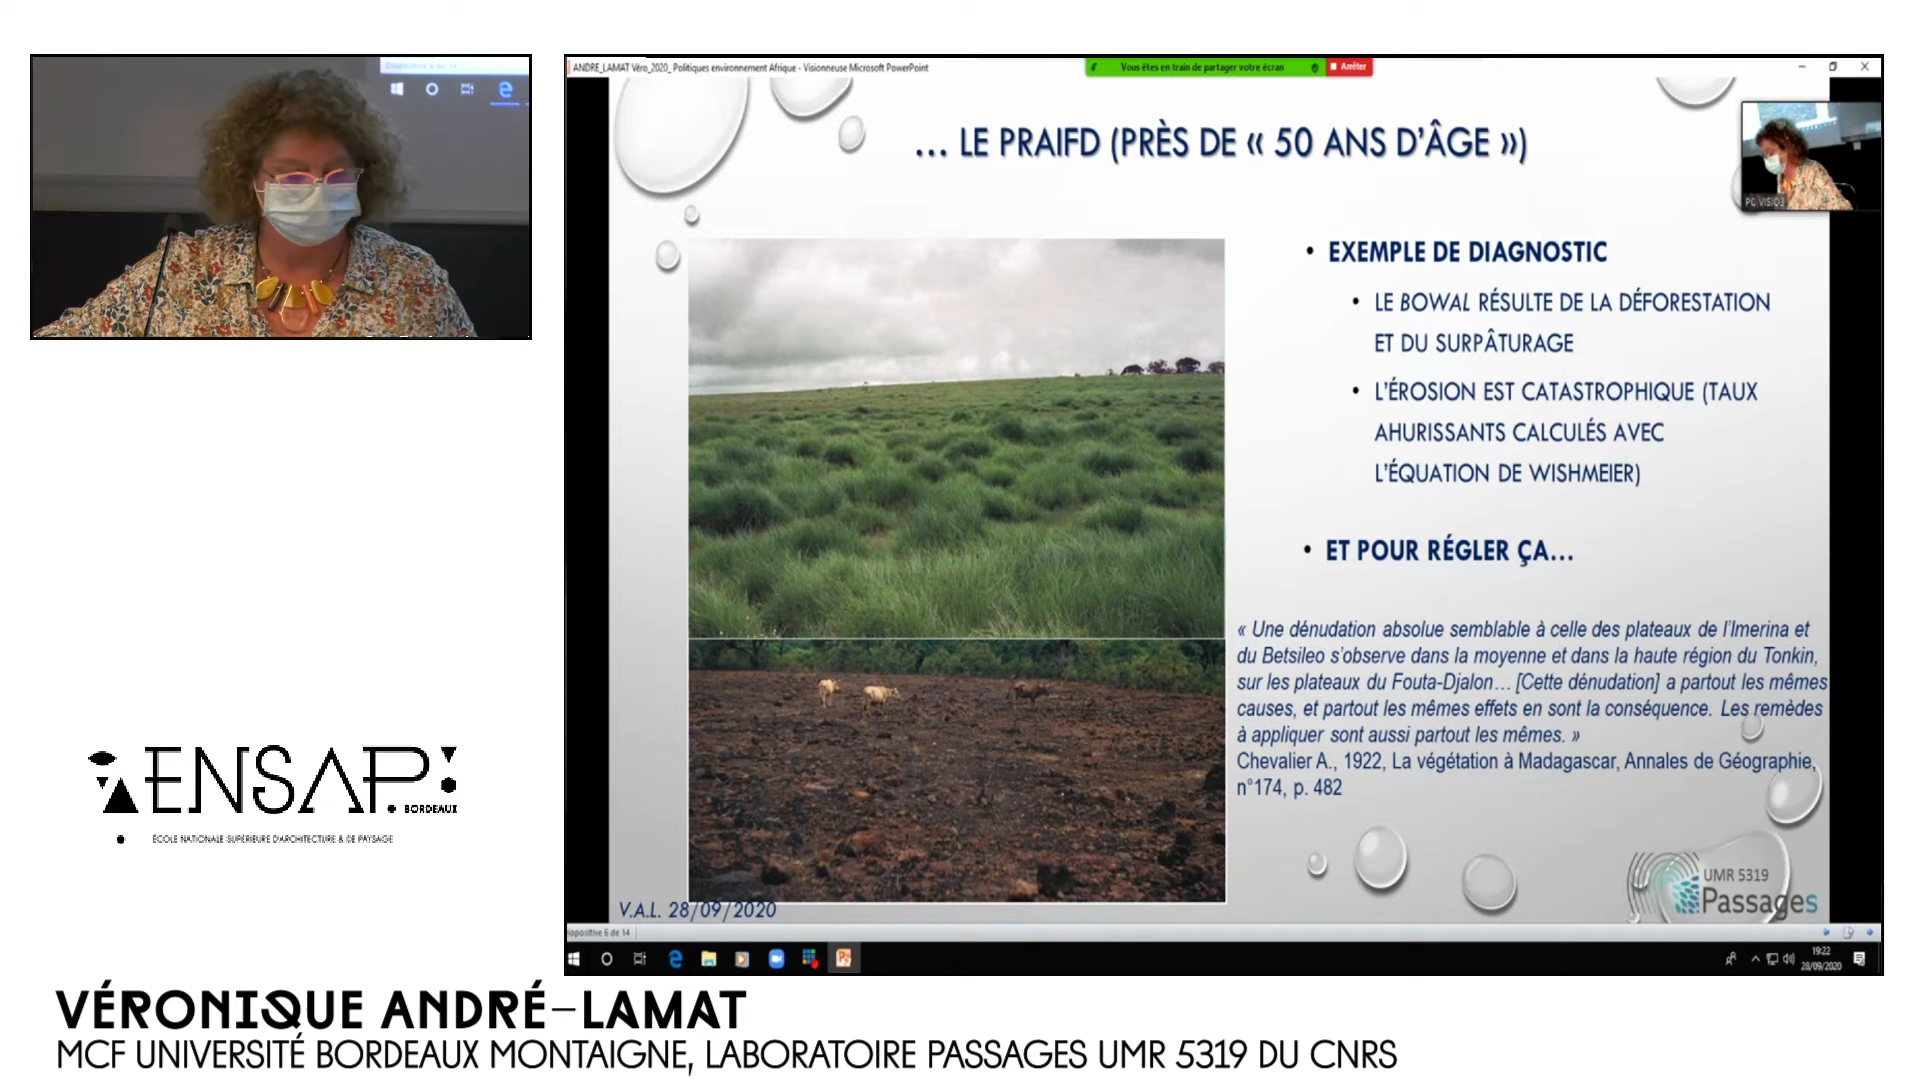 ANDRE_LAMAT Véro_2020_ Politiques environnement Afrique - Visionneuse Microsoft PowerPoint
Vous êtes en train de partager votre écran
Arrêter
… LE PRAIFD (PRÈS DE « 50 ANS D’ÂGE »)
PC VISIO3
• EXEMPLE DE DIAGNOSTIC
• LE BOWAL RÉSULTE DE LA DÉFORESTATION
ET DU SURPÂTURAGE
• L’ÉROSION EST CATASTROPHIQUE (TAUX
AHURISSANTS CALCULÉS AVEC
L’ÉQUATION DE WISHMEIER)
• ET POUR RÉGLER ÇA…
« Une dénudation absolue semblable à celle des plateaux de l’Imerina et
du Betsileo s’observe dans la moyenne et dans la haute région du Tonkin,
sur les plateaux du Fouta-Djalon… [Cette dénudation] a partout les mêmes
causes, et partout les mêmes effets en sont la conséquence. Les remèdes
à appliquer sont aussi partout les mêmes. »
Chevalier A., 1922, La végétation à Madagascar, Annales de Géographie,
n°174, p. 482
UMR 5319
Passages
V.A.L. 28/09/2020
iapositive 6 de 14
19:22
28/09/2020
ENSAP
BORDEAUX
ÉCOLE NATIONALE SUPÉRIEURE D'ARCHITECTURE & DE PAYSAGE
VÉRONIQUE ANDRÉ-LAMAT
MCF UNIVERSITÉ BORDEAUX MONTAIGNE, LABORATOIRE PASSAGES UMR 5319 DU CNRS